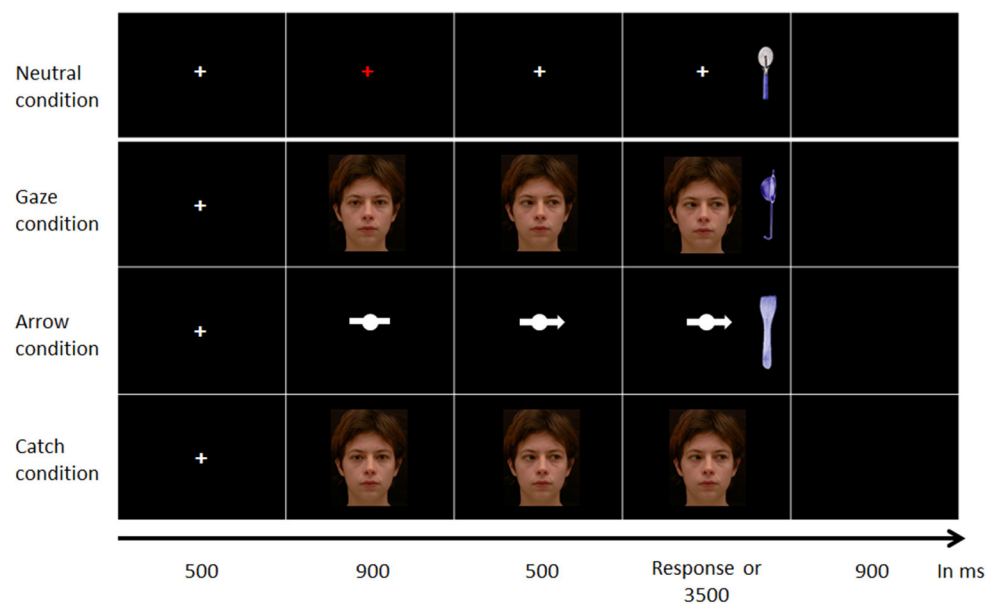 Neutral
condition
Gaze
condition
Arrow
condition
Catch
condition
500
900
500
Response or
3500
900
In ms